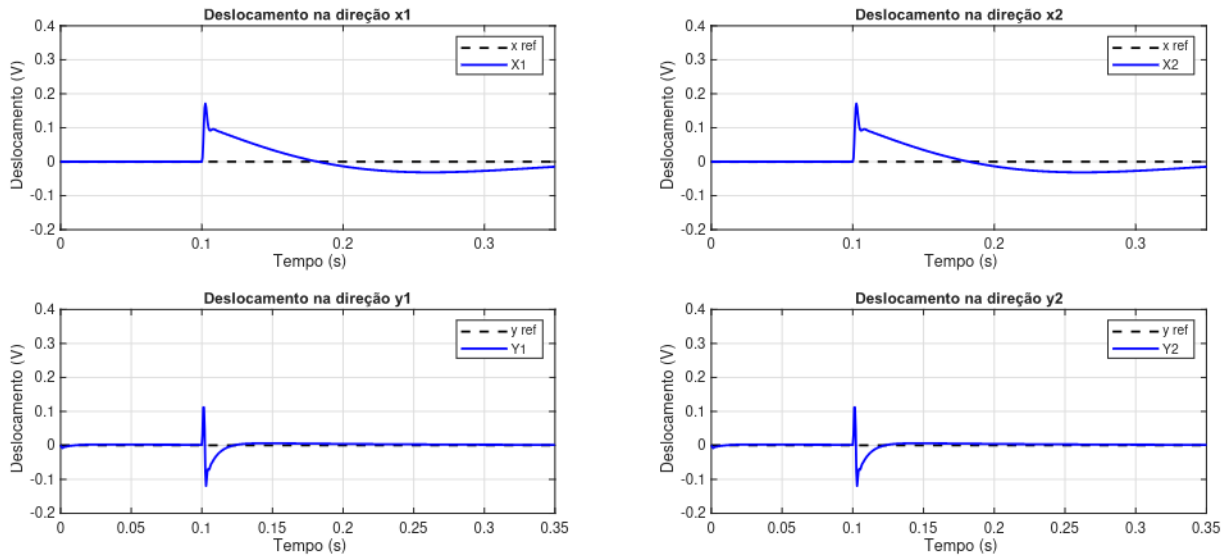 Deslocamento na direção x1
Deslocamento (V)
0.4
0.3
0.2
0.1
0
-0.1
-0.2
x ref
X1
0
0.1
0.2
0.3
Tempo (s)
Deslocamento na direção x2
Deslocamento (V)
0.4
0.3
0.2
0.1
0
-0.1
-0.2
x ref
X2
0
0.1
0.2
0.3
Tempo (s)
Deslocamento na direção y1
Deslocamento (V)
0.4
0.3
0.2
0.1
0
-0.1
-0.2
y ref
Y1
0
0.05
0.1
0.15
0.2
0.25
0.3
0.35
Tempo (s)
Deslocamento na direção y2
Deslocamento (V)
0.4
0.3
0.2
0.1
0
-0.1
-0.2
y ref
Y2
0
0.05
0.1
0.15
0.2
0.25
0.3
0.35
Tempo (s)